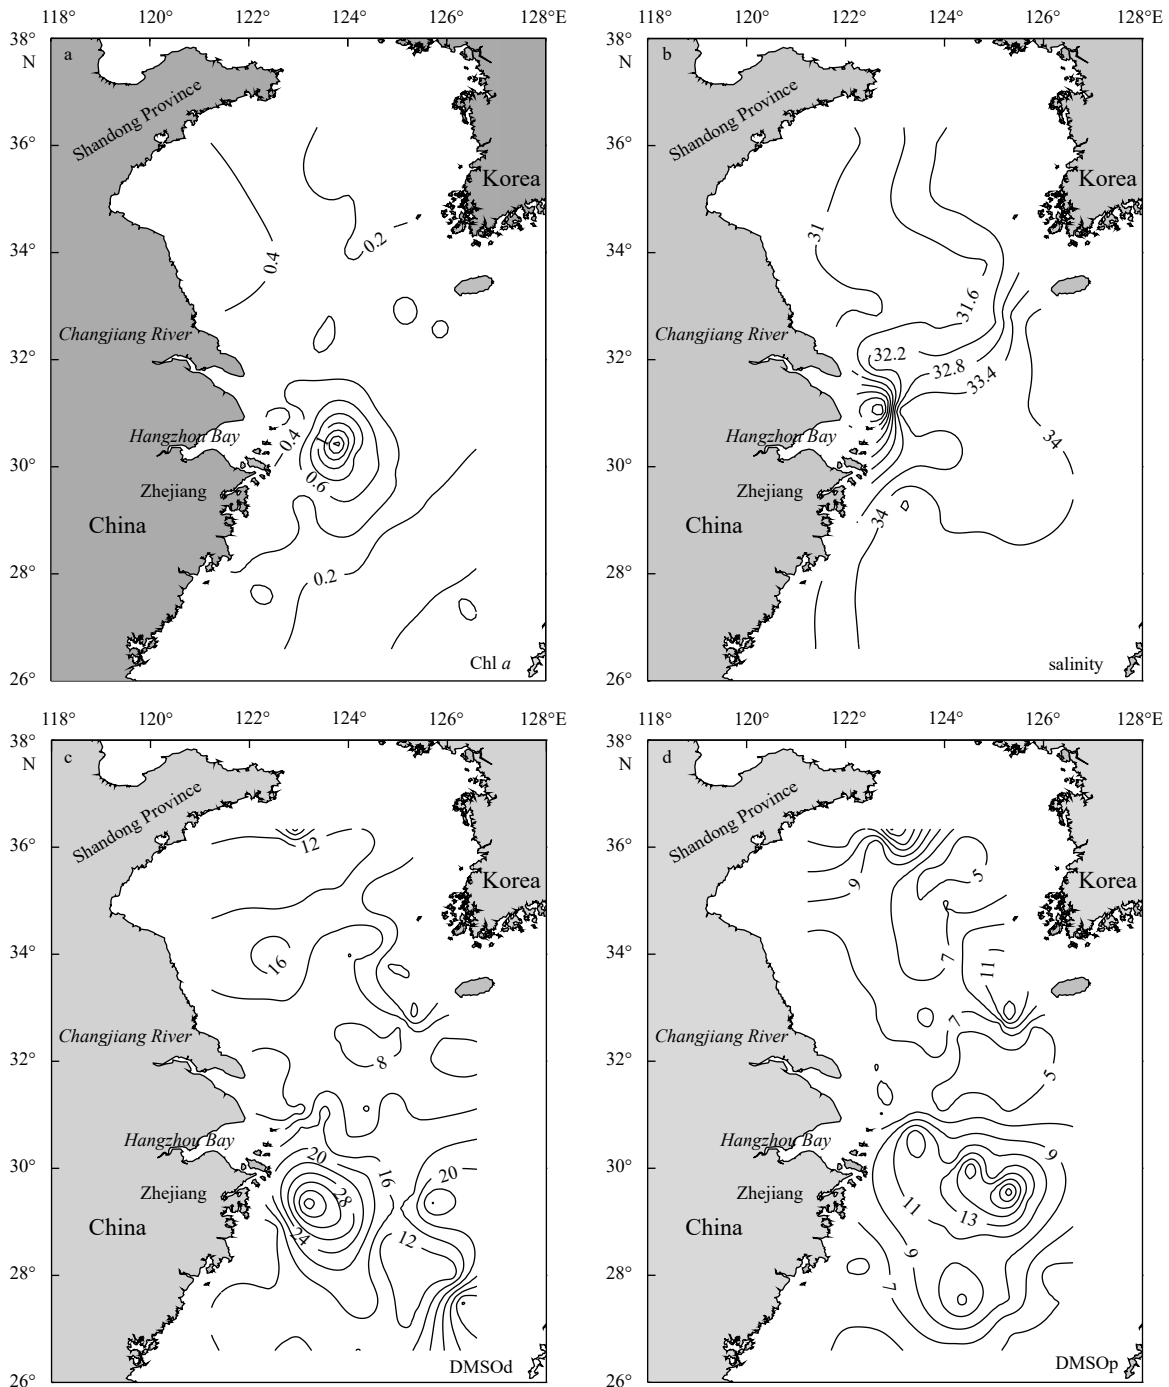 118° 120° 122° 124° 126° 128°E
38°
N
36°
34°
32°
30°
28°
26°
a
Shandong Province
Korea
Changjiang River
Hangzhou Bay
Zhejiang
China
0.4
0.2
0.4
0.6
0.2
Chl a
118° 120° 122° 124° 126° 128°E
38°
N
36°
34°
32°
30°
28°
26°
b
Shandong Province
Korea
Changjiang River
Hangzhou Bay
Zhejiang
China
31
31.6
32.2
32.8
33.4
34
34
salinity
118° 120° 122° 124° 126° 128°E
38°
N
36°
34°
32°
30°
28°
26°
c
Shandong Province
Korea
Changjiang River
Hangzhou Bay
Zhejiang
China
12
16
8
20
16
20
28
24
12
DMSOd
118° 120° 122° 124° 126° 128°E
38°
N
36°
34°
32°
30°
28°
26°
d
Shandong Province
Korea
Changjiang River
Hangzhou Bay
Zhejiang
China
9
5
7
11
7
5
9
11
13
9
7
DMSOp